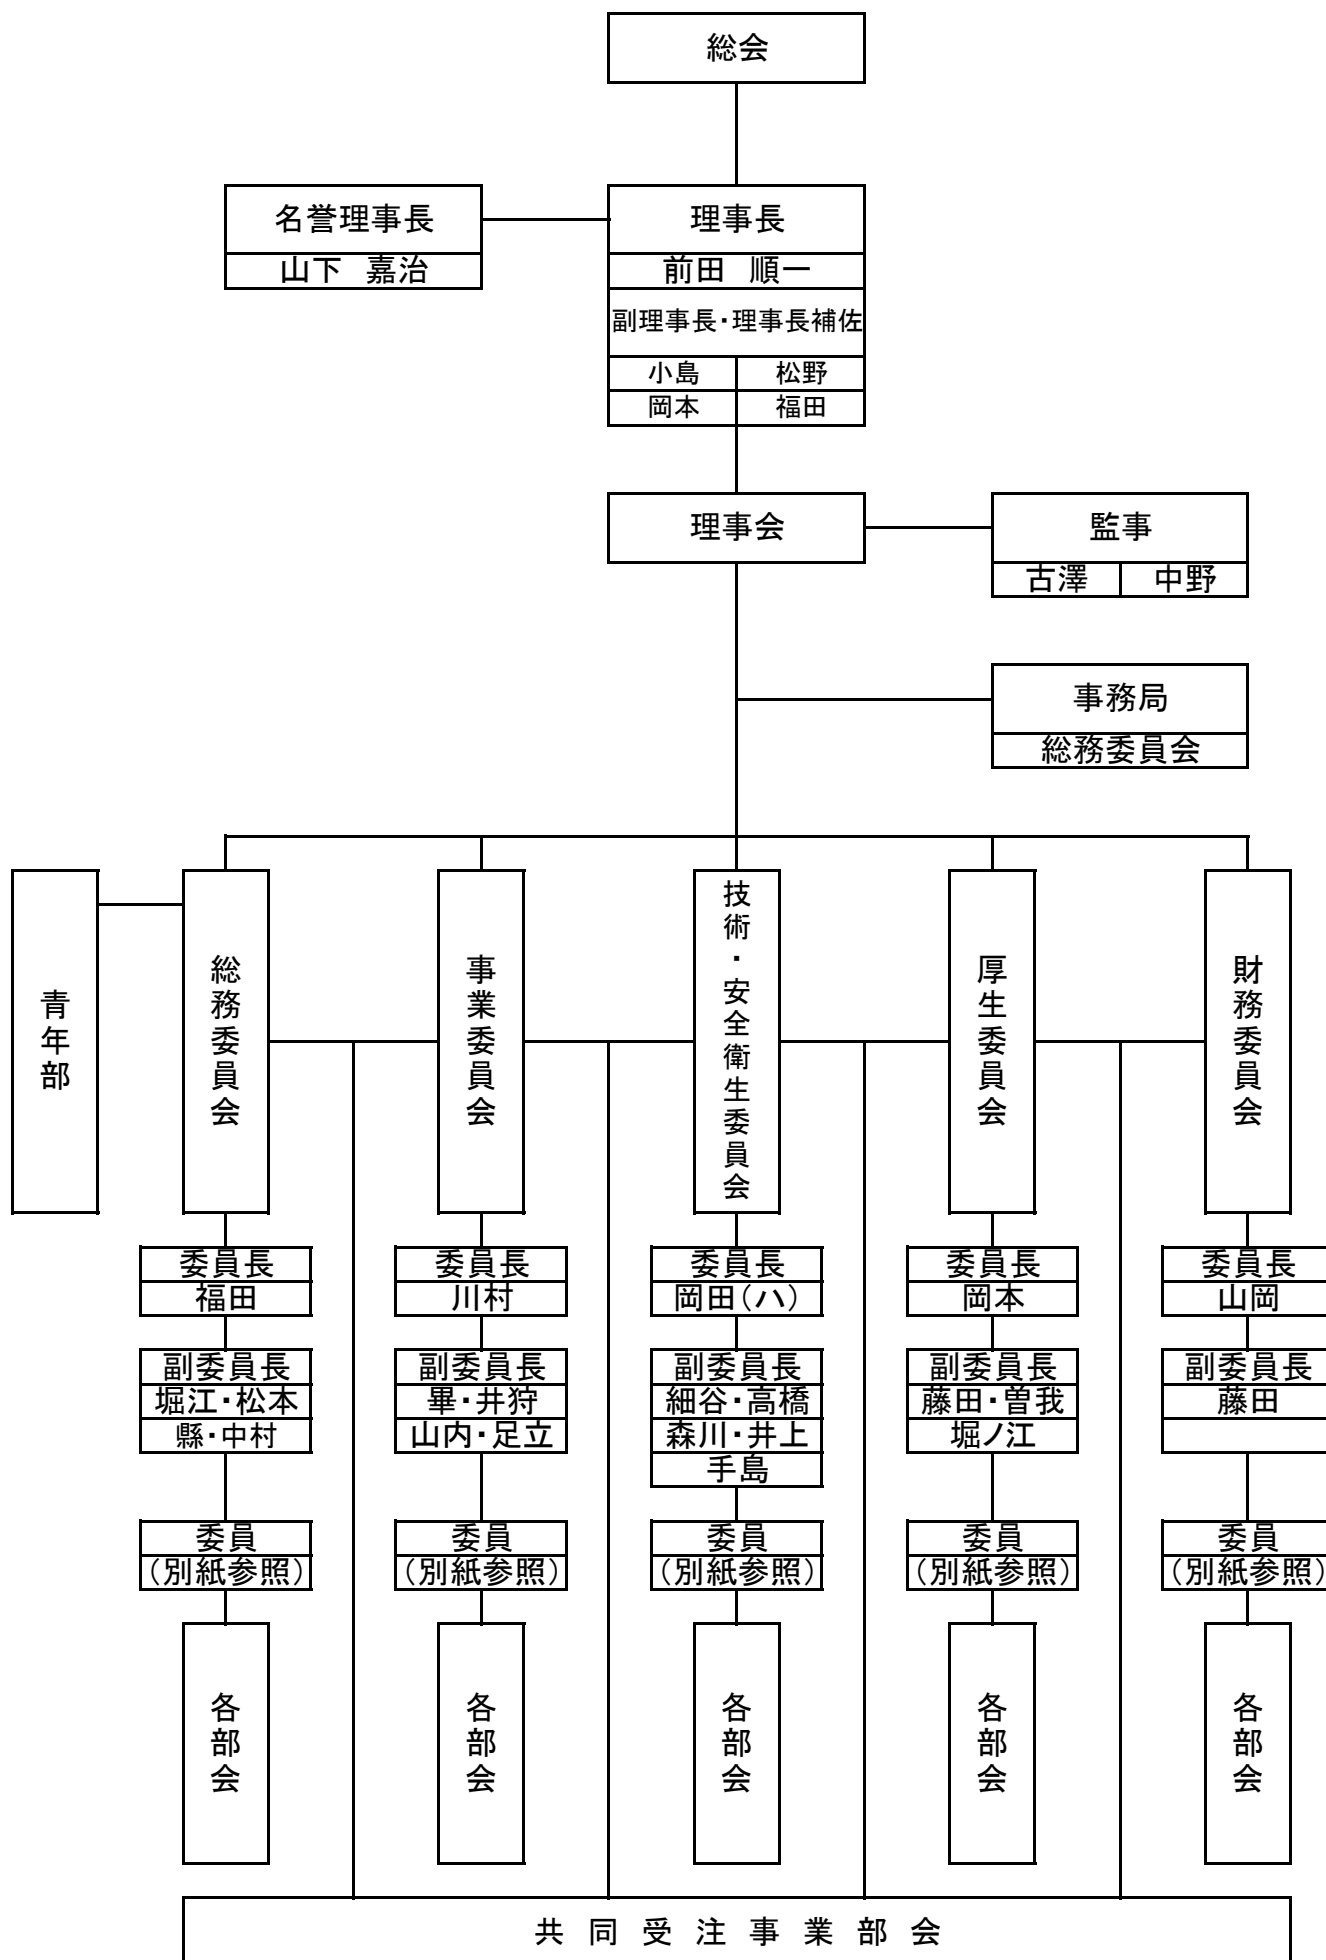 総会
名誉理事長
山下 嘉治
理事長
前田 順一
副理事長・理事長補佐
小島 松野
岡本 福田
理事会
監事
古澤 中野
事務局
総務委員会
青年部
総務委員会
事業委員会
技術・安全衛生委員会
厚生委員会
財務委員会
委員長
福田
副委員長
堀江・松本
縣・中村
委員
(別紙参照)
各部会
委員長
川村
副委員長
畢・井狩
山内・足立
委員
(別紙参照)
各部会
委員長
岡田(ハ)
副委員長
細谷・高橋
森川・井上
手島
委員
(別紙参照)
各部会
委員長
岡本
副委員長
藤田・曽我
堀ノ江
委員
(別紙参照)
各部会
委員長
山岡
副委員長
藤田
委員
(別紙参照)
各部会
共同受注事業部会